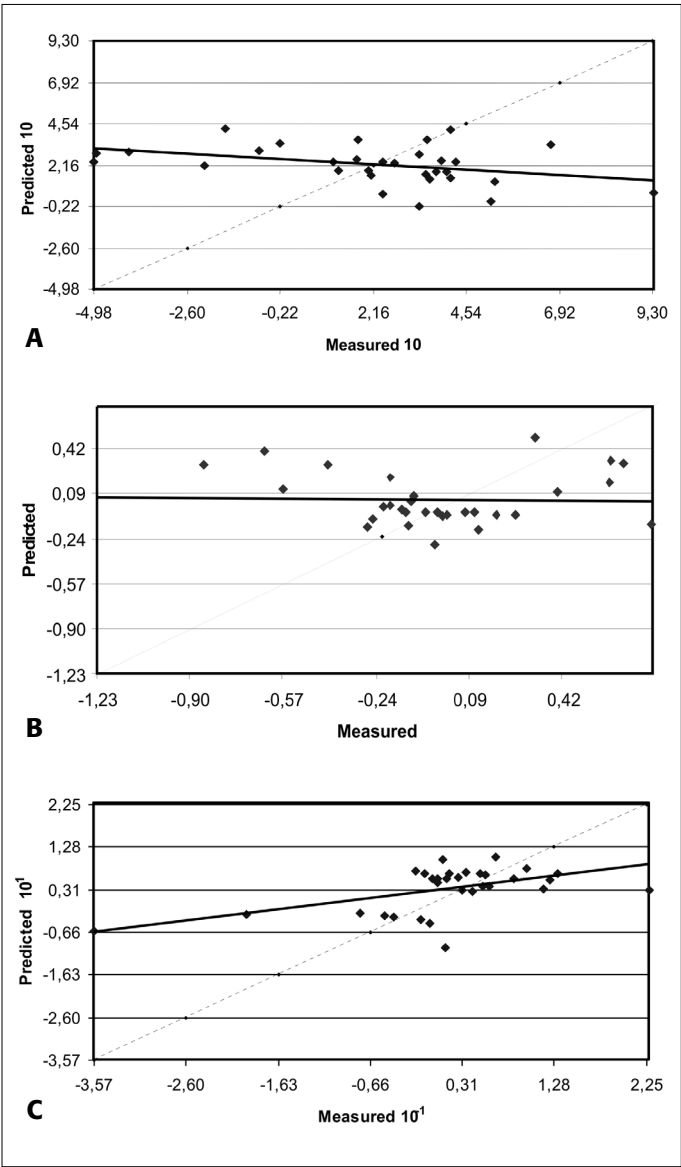 9,30
6,92
4,54
2,16
-0,22
-2,60
-4,98
Predicted 10
-4,98 -2,60 -0,22 2,16 4,54 6,92 9,30
Measured 10
A
0,42
0,09
-0,24
-0,57
-0,90
-1,23
Predicted
-1,23 -0,90 -0,57 -0,24 0,09 0,42
Measured
B
2,25
1,28
0,31
-0,66
-1,63
-2,60
-3,57
Predicted 10¹
-3,57 -2,60 -1,63 -0,66 0,31 1,28 2,25
Measured 10⁻¹
C